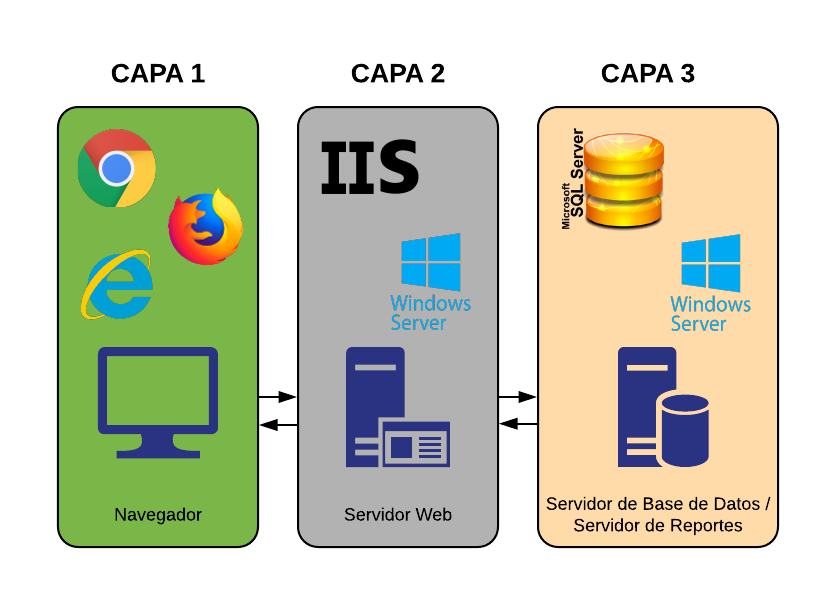 CAPA 1
CAPA 2
CAPA 3
IIS
Windows
Server
Microsoft
SQL Server
Windows
Server
Navegador
Servidor Web
Servidor de Base de Datos /
Servidor de Reportes